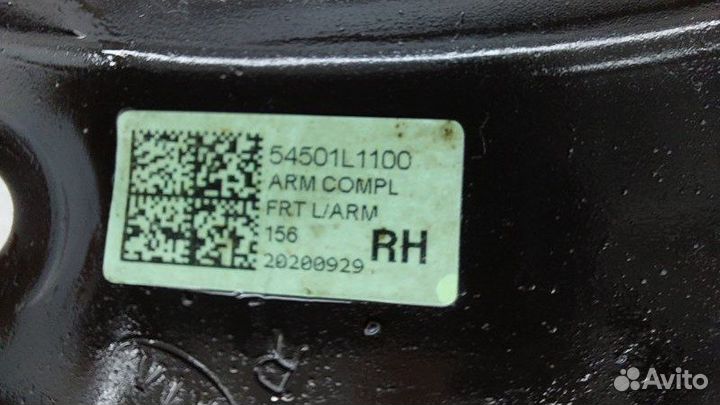 54501L1100
ARM COMPL
FRT L/ARM
156
RH
20200929
Avito